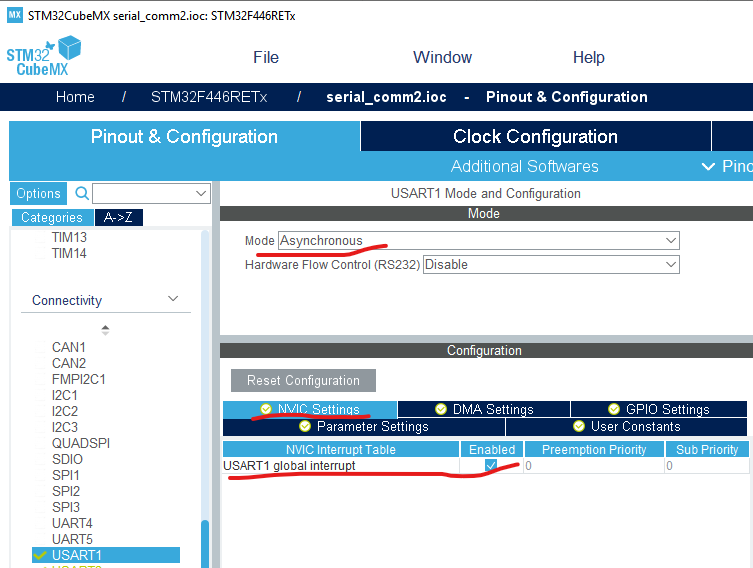 MX STM32CubeMX serial_comm2.ioc: STM32F446RETx
STM32
CubeMX
File Window Help
Home / STM32F446RETx / serial_comm2.ioc - Pinout & Configuration
Pinout & Configuration Clock Configuration
Additional Softwares Pino
Options
Categories A->Z
TIM13
TIM14
Connectivity
CAN1
CAN2
FMPI2C1
I2C1
I2C2
I2C3
QUADSPI
SDIO
SPI1
SPI2
SPI3
UART4
UART5
USART1
USART1 Mode and Configuration
Mode
Mode Asynchronous
Hardware Flow Control (RS232) Disable
Configuration
Reset Configuration
NVIC Settings DMA Settings GPIO Settings
Parameter Settings User Constants
NVIC Interrupt Table Enabled Preemption Priority Sub Priority
USART1 global interrupt 0 0